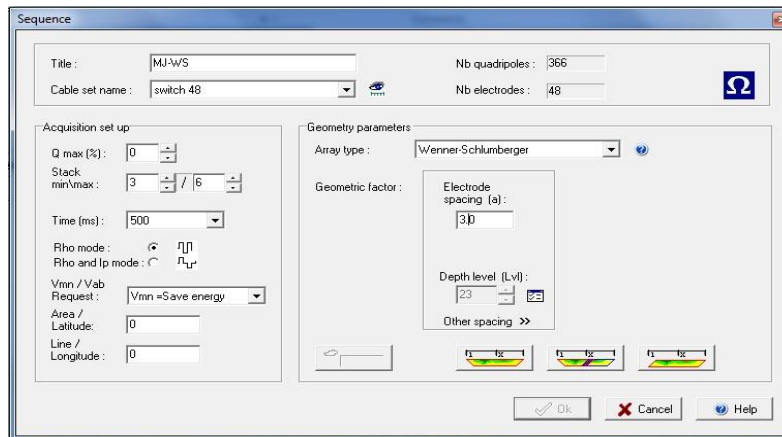 Sequence
Title : MJ-WS Nb quadripoles : 366
Cable set name : switch 48 Nb electrodes : 48
Ω
Acquisition set up
Q max (%) : 0
Stack
min\max : 3 / 6
Time (ms) : 500
Rho mode :
Rho and Ip mode :
Vmn / Vab
Request : Vmn =Save energy
Area /
Latitude: 0
Line /
Longitude : 0
Geometry parameters
Array type : Wenner-Schlumberger
Geometric factor :
Electrode
spacing (a) :
3.0
Depth level (Lvl) :
23
Other spacing >>
Ok Cancel Help